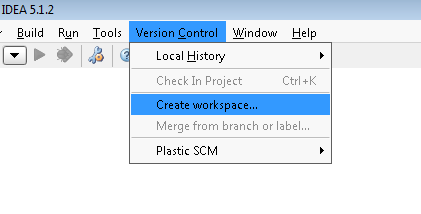 IDEA 5.1.2
Build Run Tools Version Control Window Help
Local History
Check In Project Ctrl+K
Create workspace...
Merge from branch or label...
Plastic SCM